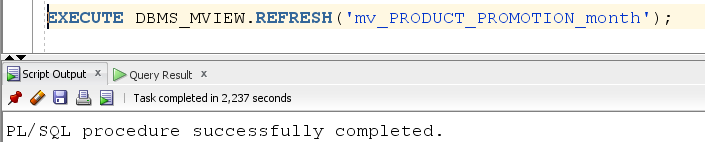 EXECUTE DBMS_MVIEW.REFRESH('mv_PRODUCT_PROMOTION_month');
Script Output x Query Result x
Task completed in 2,237 seconds
PL/SQL procedure successfully completed.